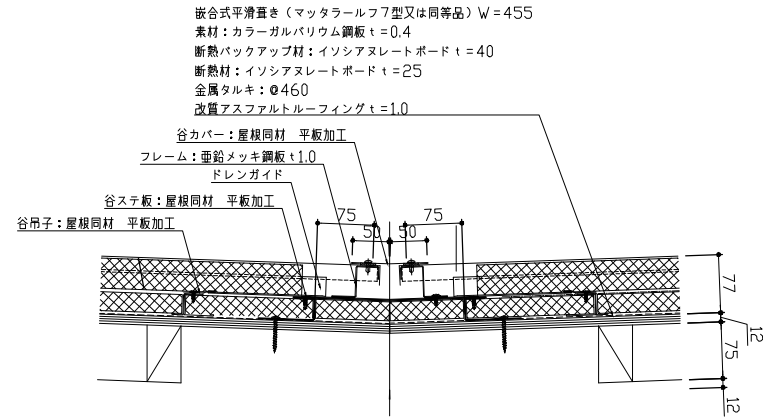 嵌合式平滑葺き（マッタラールーフ7型又は同等品）W=455
素材：カラーガルバリウム鋼板 t=0.4
断熱バックアップ材：イソシアヌレートボード t=40
断熱材：イソシアヌレートボード t=25
金属タルキ：@460
改質アスファルトルーフィング t=1.0
谷カバー：屋根同材　平板加工
フレーム：亜鉛メッキ鋼板 t1.0
ドレンガイド
谷ステ板：屋根同材　平板加工
谷吊子：屋根同材　平板加工
75
75
50
50
77
12
75
12